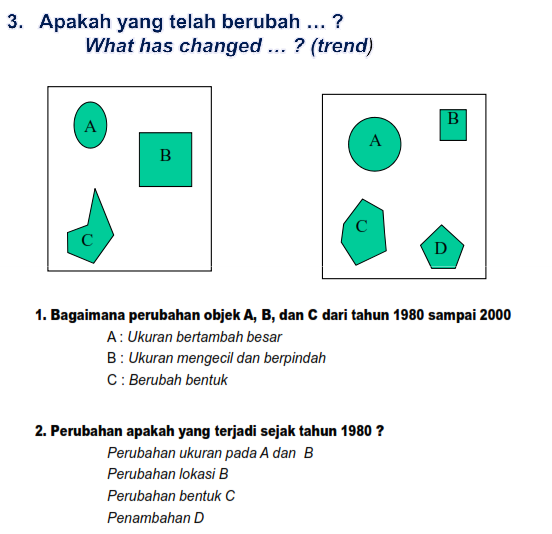 3. Apakah yang telah berubah ... ?
What has changed ... ? (trend)
A
B
C
A
B
C
D
1. Bagaimana perubahan objek A, B, dan C dari tahun 1980 sampai 2000
A : Ukuran bertambah besar
B : Ukuran mengecil dan berpindah
C : Berubah bentuk
2. Perubahan apakah yang terjadi sejak tahun 1980 ?
Perubahan ukuran pada A dan B
Perubahan lokasi B
Perubahan bentuk C
Penambahan D